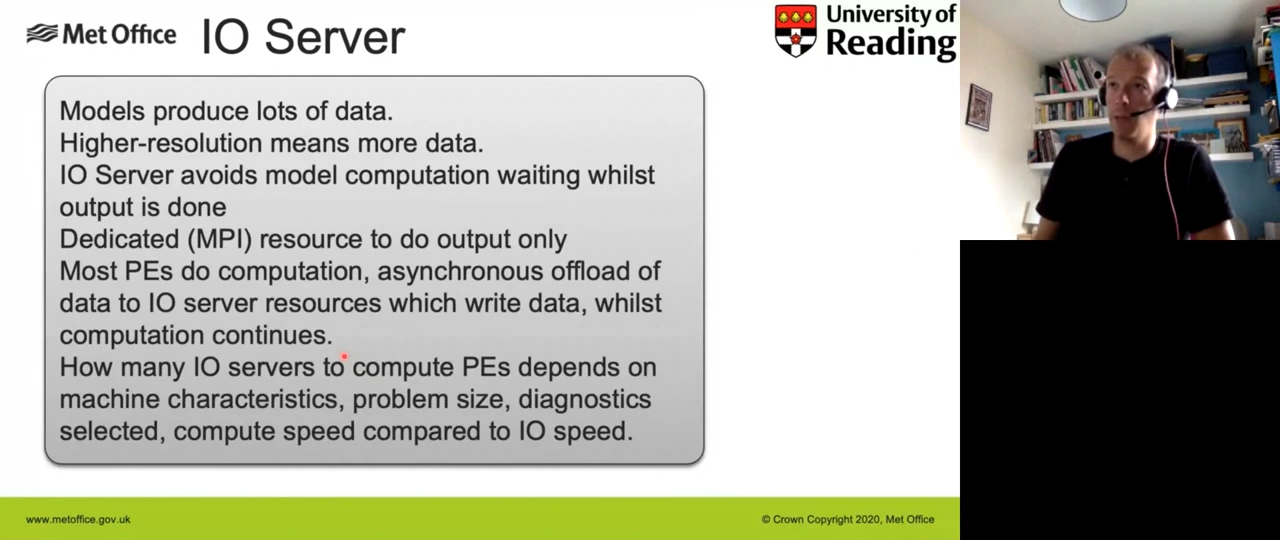 Met Office
IO Server
University of
Reading
Models produce lots of data.
Higher-resolution means more data.
IO Server avoids model computation waiting whilst
output is done
Dedicated (MPI) resource to do output only
Most PEs do computation, asynchronous offload of
data to IO server resources which write data, whilst
computation continues.
How many IO servers to compute PEs depends on
machine characteristics, problem size, diagnostics
selected, compute speed compared to IO speed.
www.metoffice.gov.uk
© Crown Copyright 2020, Met Office